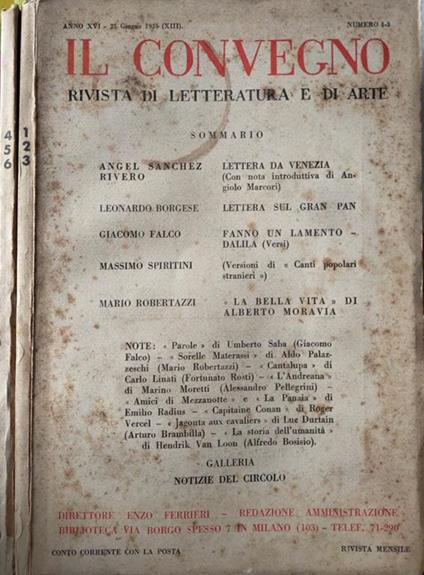 ANNO XVI - 25 Giugno 1935 (XIII). NUMERO 4-5
IL CONVEGNO
RIVISTA DI LETTERATURA E DI ARTE
SOMMARIO
ANGEL SANCHEZ RIVERO
LETTERA DA VENEZIA
(Con nota introduttiva di An-
giolo Marcori)
LEONARDO BORGESE LETTERA SUL GRAN PAN
GIACOMO FALCO FANNO UN LAMENTO -
DALILA (Versi)
MASSIMO SPIRITINI (Versioni di « Canti popolari
stranieri »)
MARIO ROBERTAZZI « LA BELLA VITA » DI
ALBERTO MORAVIA
NOTE: « Parole » di Umberto Saba (Giacomo
Falco) - « Sorelle Materassi » di Aldo Palaz-
zeschi (Mario Robertazzi) - « Cantalupa » di
Carlo Linati (Fortunato Rosti) - « L'Andreana »
di Marino Moretti (Alessandro Pellegrini) -
« Amici di Mezzanotte » e « La Panaia » di
Emilio Radius - « Capitaine Conan » di Roger
Vercel - « Jagouta aux cavaliers » di Luc Durtain
(Arturo Brambilla) - « La storia dell'umanità »
di Hendrik Van Loon (Alfredo Bosisio).
GALLERIA
NOTIZIE DEL CIRCOLO
DIRETTORE ENZO FERRIERI - REDAZIONE AMMINISTRAZIONE
BIBLIOTECA VIA BORGO SPESSO 7 IN MILANO (103) - TELEF. 71-290
CONTO CORRENTE CON LA POSTA RIVISTA MENSILE
1 2 3
4 5 6